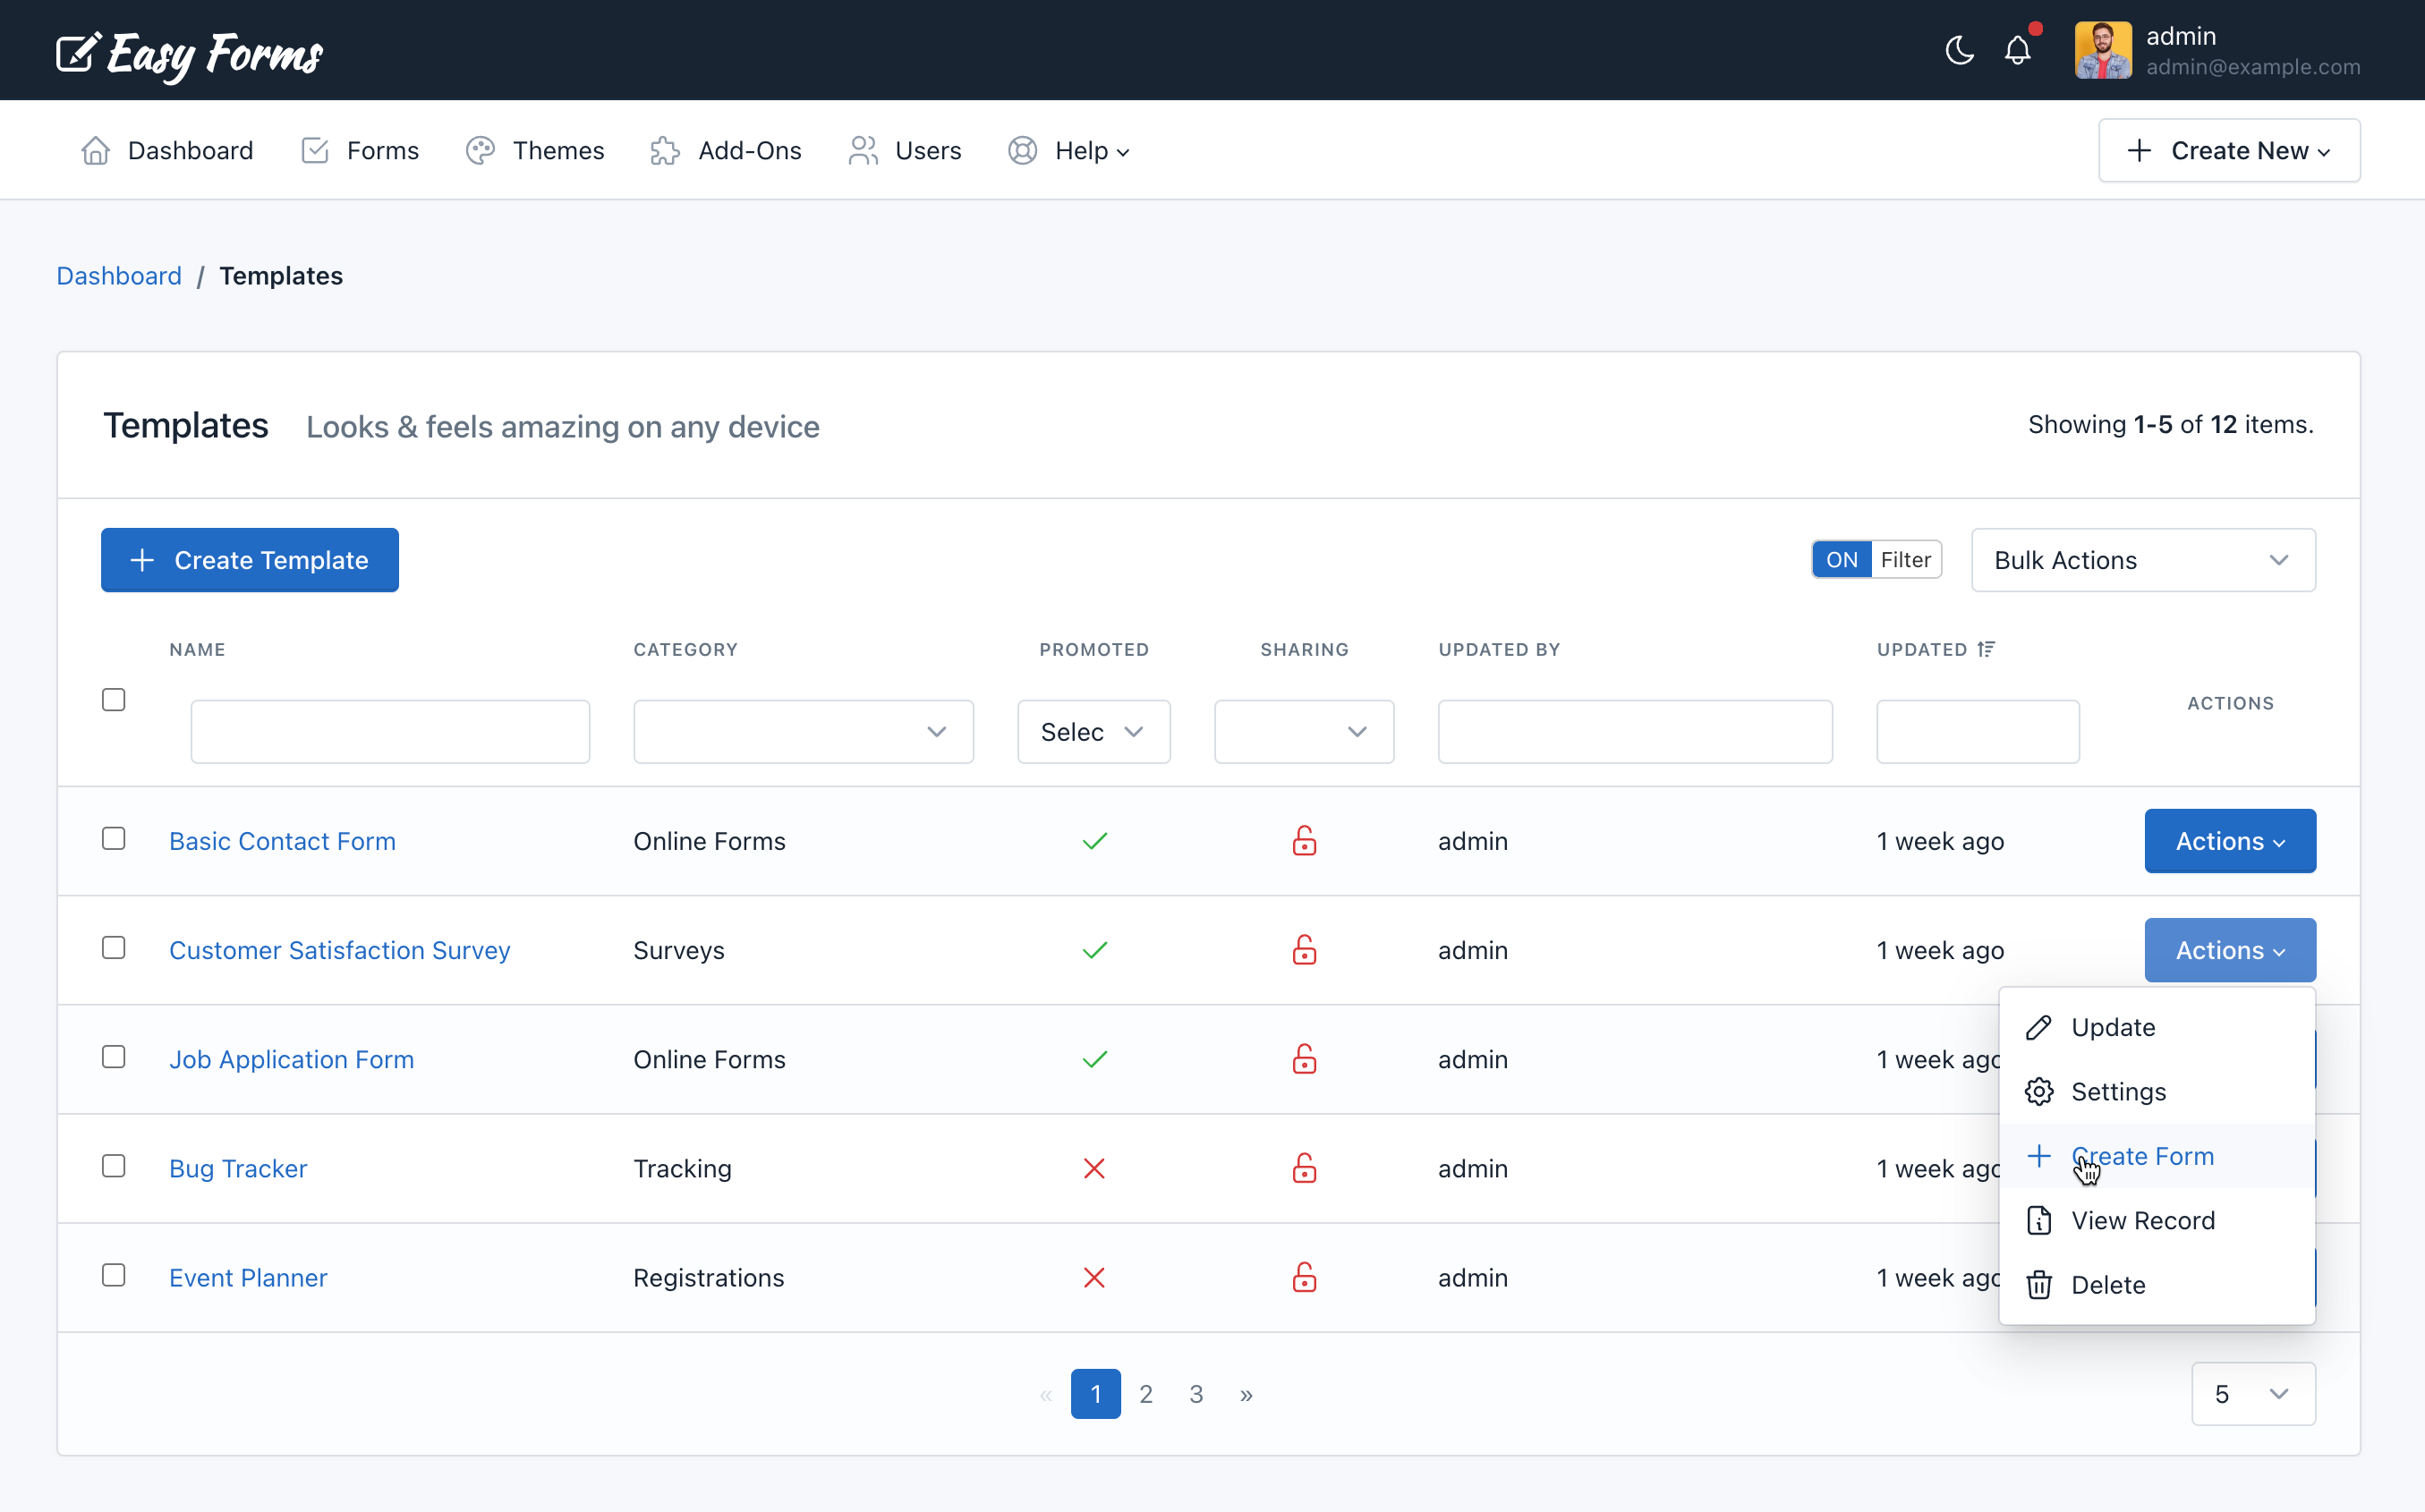 Easy Forms
admin
admin@example.com
Dashboard Forms Themes Add-Ons Users Help Create New
Dashboard / Templates
Templates Looks & feels amazing on any device Showing 1-5 of 12 items.
Create Template ON Filter Bulk Actions
NAME CATEGORY PROMOTED SHARING UPDATED BY UPDATED
ACTIONS
Selec
Basic Contact Form Online Forms admin 1 week ago Actions
Customer Satisfaction Survey Surveys admin 1 week ago Actions
Update
Job Application Form Online Forms admin 1 week ago
Settings
Create Form
Bug Tracker Tracking admin 1 week ago
View Record
Event Planner Registrations admin 1 week ago
Delete
« 1 2 3 » 5